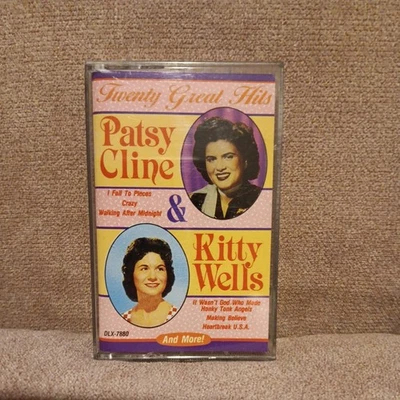 Twenty Great Hits
Patsy
Cline
I Fall To Pieces
Crazy
Walking After Midnight
&
Kitty
Wells
It Wasn't God Who Made
Honky Tonk Angels
Making Believe
Heartbreak U.S.A.
DLX-7880
And More!